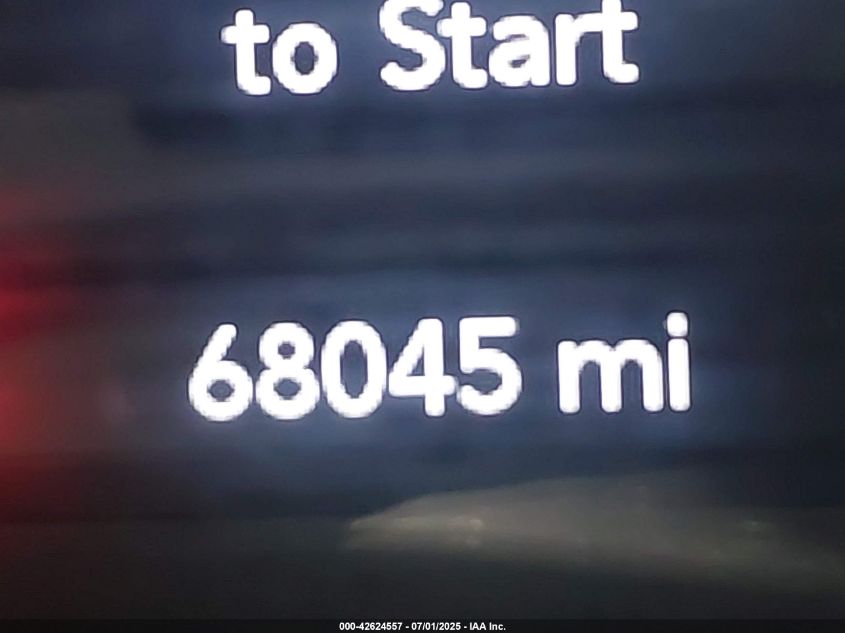 to Start
68045 mi
000-42624557 - 07/01/2025 - IAA Inc.